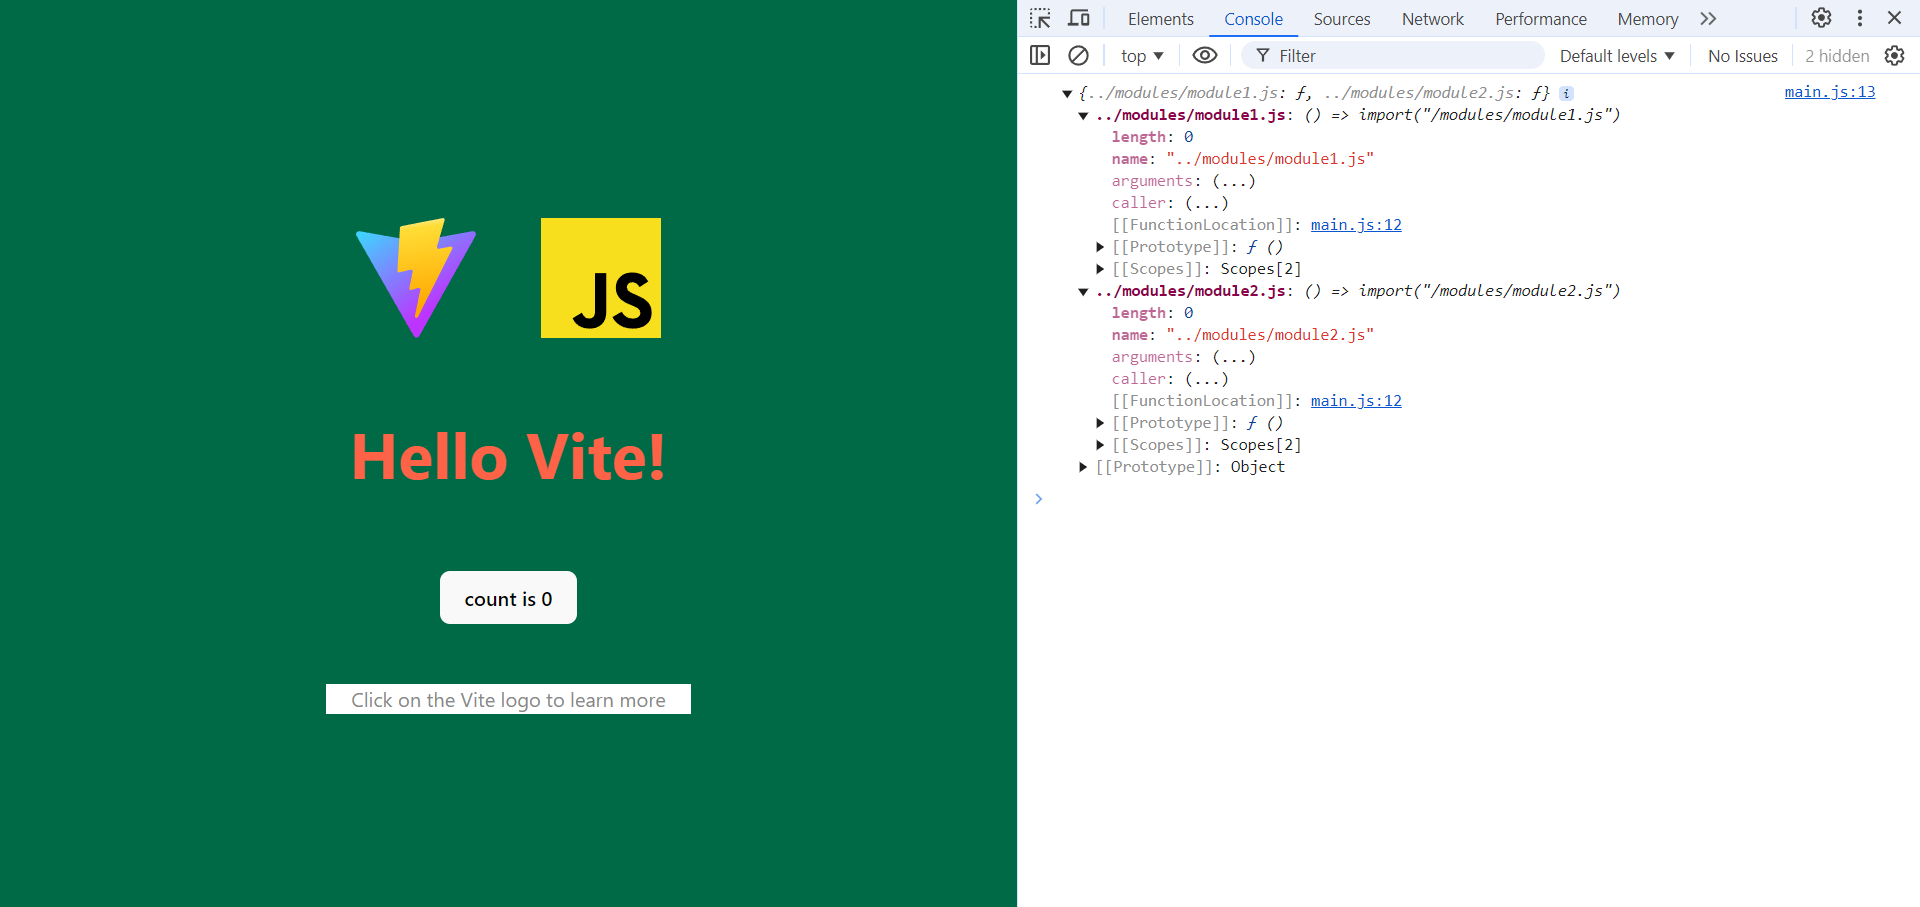 JS
Hello Vite!
count is 0
Click on the Vite logo to learn more
Elements Console Sources Network Performance Memory
top Filter Default levels No Issues 2 hidden
{../modules/module1.js: ƒ, ../modules/module2.js: ƒ} i main.js:13
../modules/module1.js: () => import("/modules/module1.js")
length: 0
name: "../modules/module1.js"
arguments: (...)
caller: (...)
[[FunctionLocation]]: main.js:12
[[Prototype]]: ƒ ()
[[Scopes]]: Scopes[2]
../modules/module2.js: () => import("/modules/module2.js")
length: 0
name: "../modules/module2.js"
arguments: (...)
caller: (...)
[[FunctionLocation]]: main.js:12
[[Prototype]]: ƒ ()
[[Scopes]]: Scopes[2]
[[Prototype]]: Object